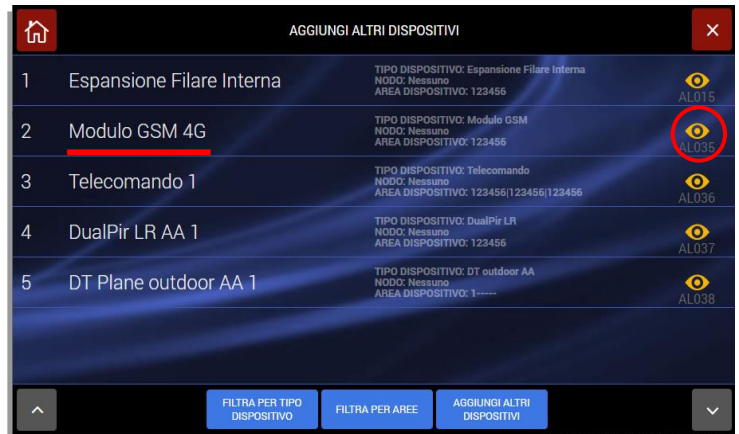 AGGIUNGI ALTRI DISPOSITIVI
1 Espansione Filare Interna
TIPO DISPOSITIVO: Espansione Filare Interna
NODO: Nessuno
AREA DISPOSITIVO: 123456
AL015
2 Modulo GSM 4G
TIPO DISPOSITIVO: Modulo GSM
NODO: Nessuno
AREA DISPOSITIVO: 123456
AL035
3 Telecomando 1
TIPO DISPOSITIVO: Telecomando
NODO: Nessuno
AREA DISPOSITIVO: 123456|123456|123456
AL036
4 DualPir LR AA 1
TIPO DISPOSITIVO: DualPir LR
NODO: Nessuno
AREA DISPOSITIVO: 123456
AL037
5 DT Plane outdoor AA 1
TIPO DISPOSITIVO: DT outdoor AA
NODO: Nessuno
AREA DISPOSITIVO: 1-----
AL038
FILTRA PER TIPO
DISPOSITIVO
FILTRA PER AREE
AGGIUNGI ALTRI
DISPOSITIVI